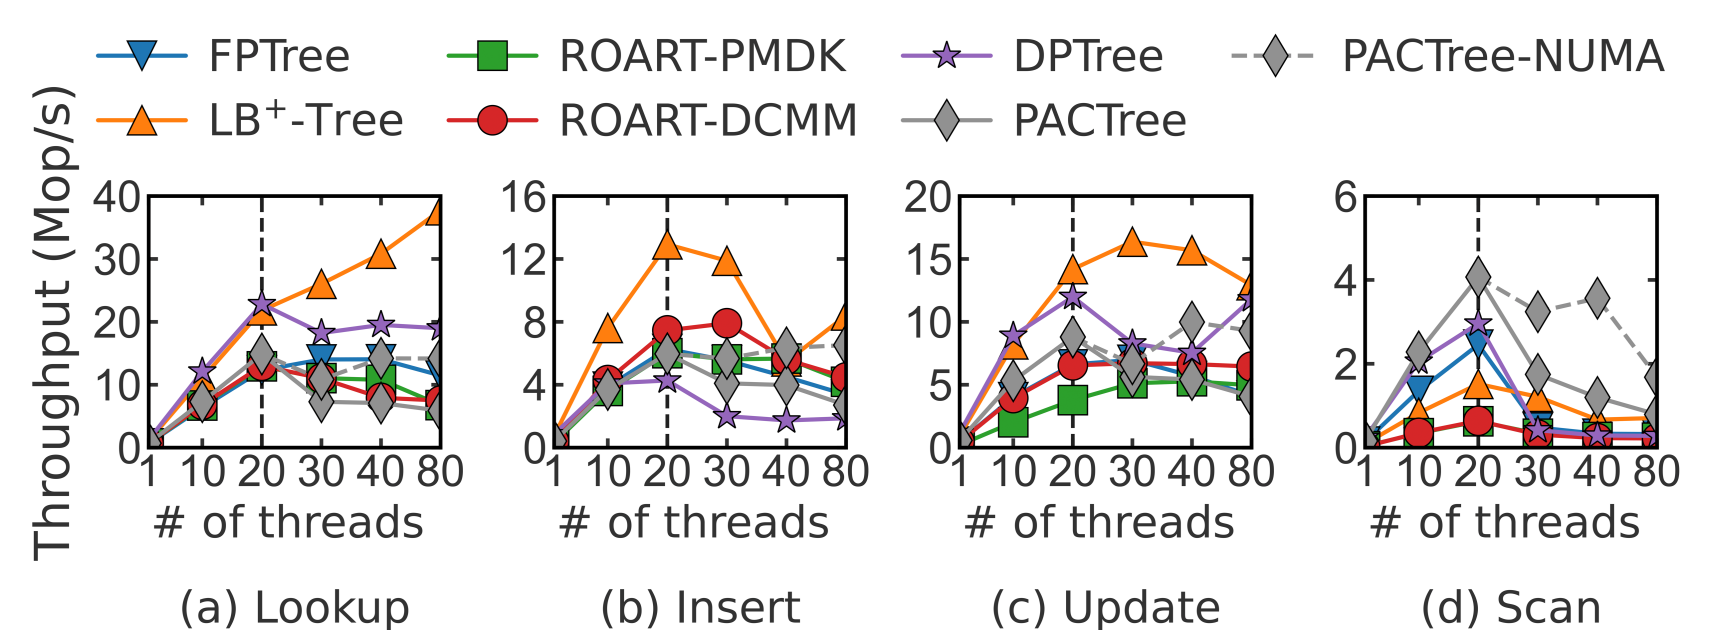 FPTree ROART-PMDK DPTree PACTree-NUMA
LB+-Tree ROART-DCMM PACTree
Throughput (Mop/s)
40 30 20 10 0
1 10 20 30 40 80
# of threads
(a) Lookup
16 12 8 4 0
1 10 20 30 40 80
# of threads
(b) Insert
20 15 10 5 0
1 10 20 30 40 80
# of threads
(c) Update
6 4 2 0
1 10 20 30 40 80
# of threads
(d) Scan